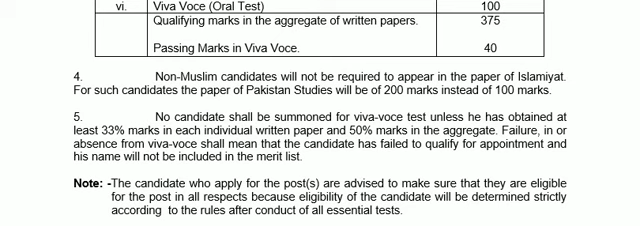 vi. Viva Voce (Oral Test) 100
Qualifying marks in the aggregate of written papers. 375
Passing Marks in Viva Voce. 40
4. Non-Muslim candidates will not be required to appear in the paper of Islamiyat.
For such candidates the paper of Pakistan Studies will be of 200 marks instead of 100 marks.
5. No candidate shall be summoned for viva-voce test unless he has obtained at
least 33% marks in each individual written paper and 50% marks in the aggregate. Failure, in or
absence from viva-voce shall mean that the candidate has failed to qualify for appointment and
his name will not be included in the merit list.
Note: -The candidate who apply for the post(s) are advised to make sure that they are eligible
for the post in all respects because eligibility of the candidate will be determined strictly
according to the rules after conduct of all essential tests.